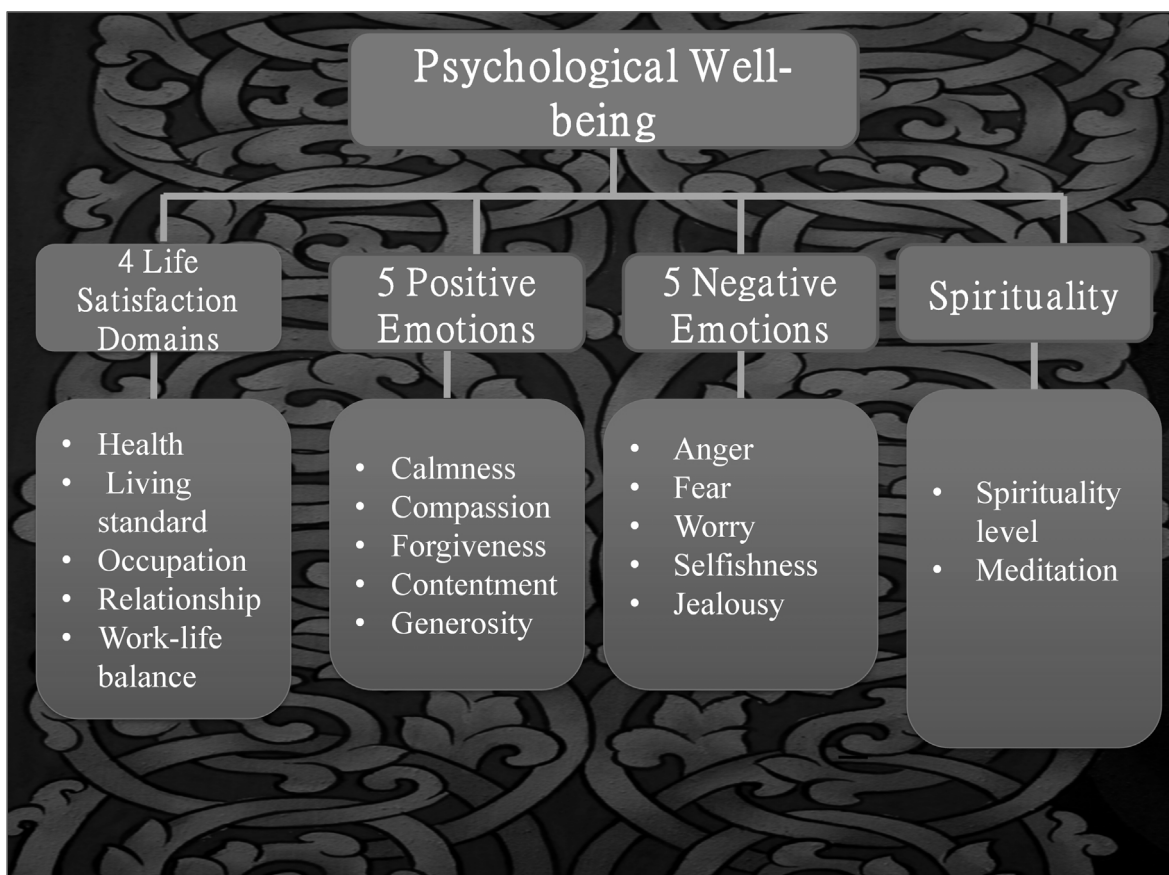 Psychological Well-
being
4 Life
Satisfaction
Domains
5 Positive
Emotions
5 Negative
Emotions
Spirituality
• Health
• Living
standard
• Occupation
• Relationship
• Work-life
balance
• Calmness
• Compassion
• Forgiveness
• Contentment
• Generosity
• Anger
• Fear
• Worry
• Selfishness
• Jealousy
• Spirituality
level
• Meditation